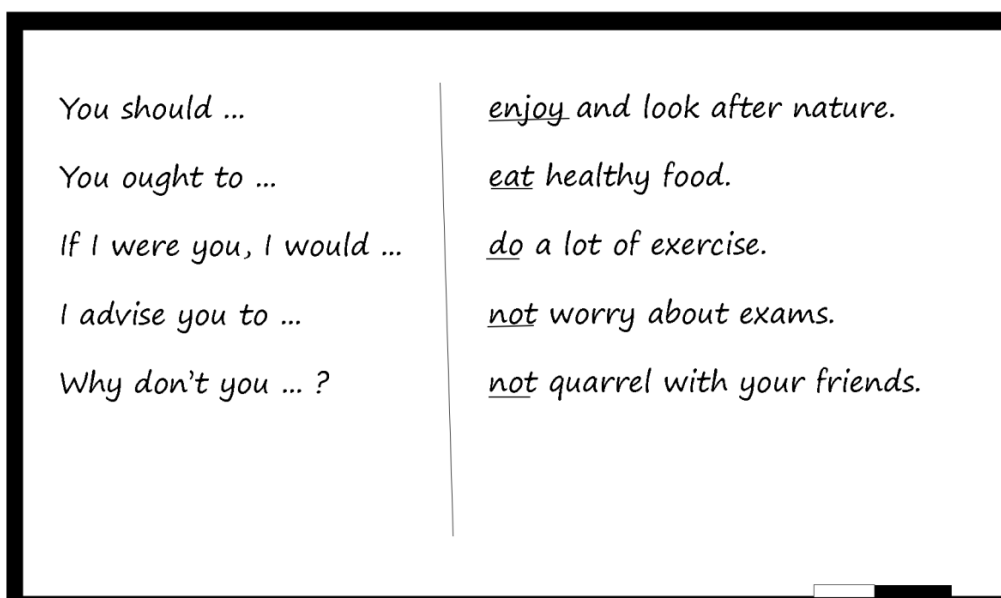 You should ...
You ought to ...
If I were you, I would ...
I advise you to ...
Why don't you ... ?
enjoy and look after nature.
eat healthy food.
do a lot of exercise.
not worry about exams.
not quarrel with your friends.